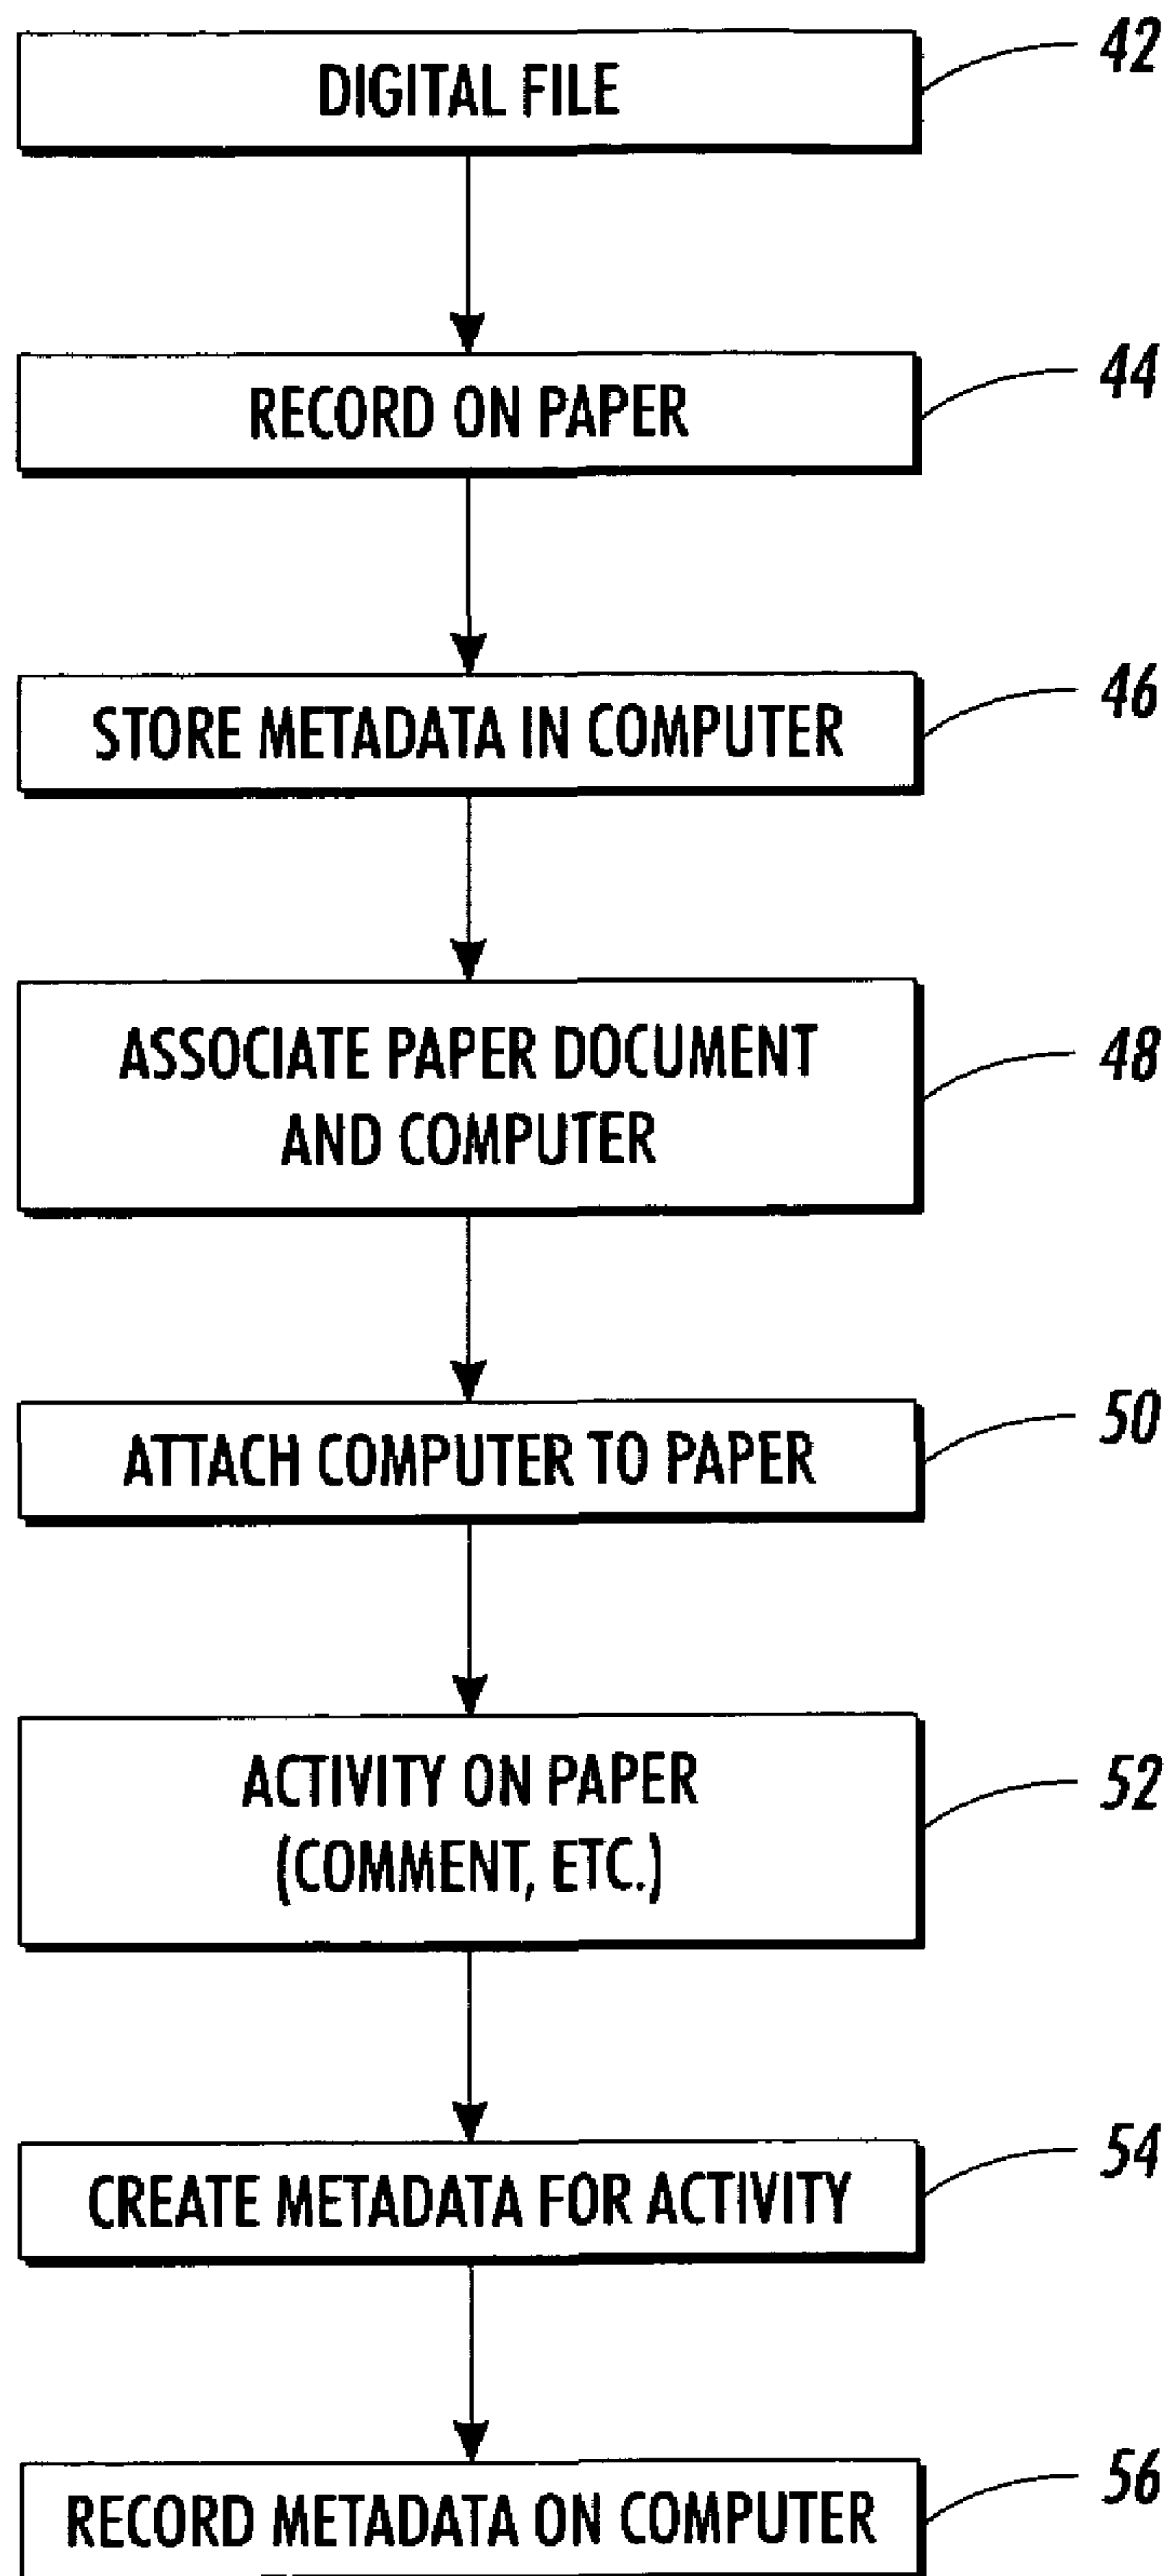 DIGITAL FILE
42
RECORD ON PAPER
44
STORE METADATA IN COMPUTER
46
ASSOCIATE PAPER DOCUMENT
AND COMPUTER
48
ATTACH COMPUTER TO PAPER
50
ACTIVITY ON PAPER
(COMMENT, ETC.)
52
CREATE METADATA FOR ACTIVITY
54
RECORD METADATA ON COMPUTER
56